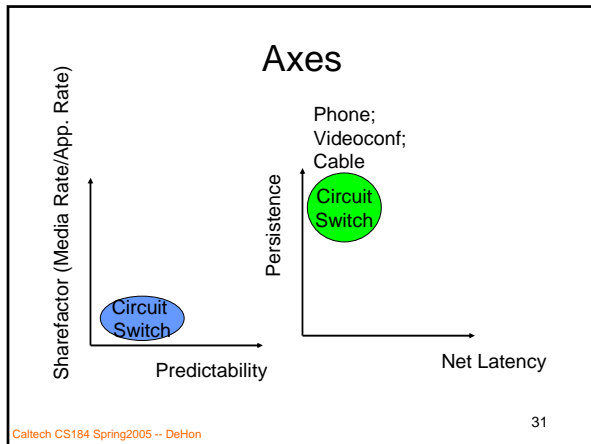 Axes
Sharefactor (Media Rate/App. Rate)
Circuit
Switch
Predictability
Phone;
Videoconf;
Cable
Persistence
Circuit
Switch
Net Latency
Caltech CS184 Spring2005 -- DeHon
31